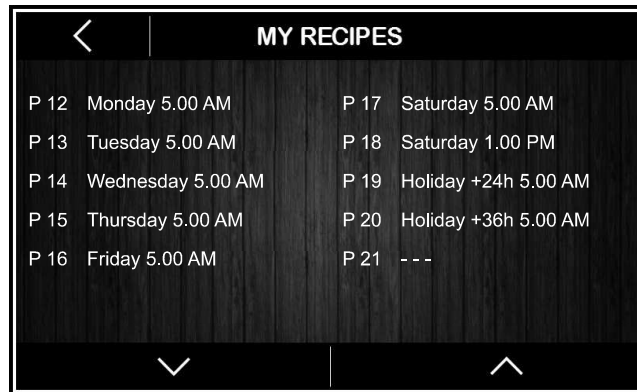 MY RECIPES
P 12 Monday 5.00 AM
P 13 Tuesday 5.00 AM
P 14 Wednesday 5.00 AM
P 15 Thursday 5.00 AM
P 16 Friday 5.00 AM
P 17 Saturday 5.00 AM
P 18 Saturday 1.00 PM
P 19 Holiday +24h 5.00 AM
P 20 Holiday +36h 5.00 AM
P 21 - - -